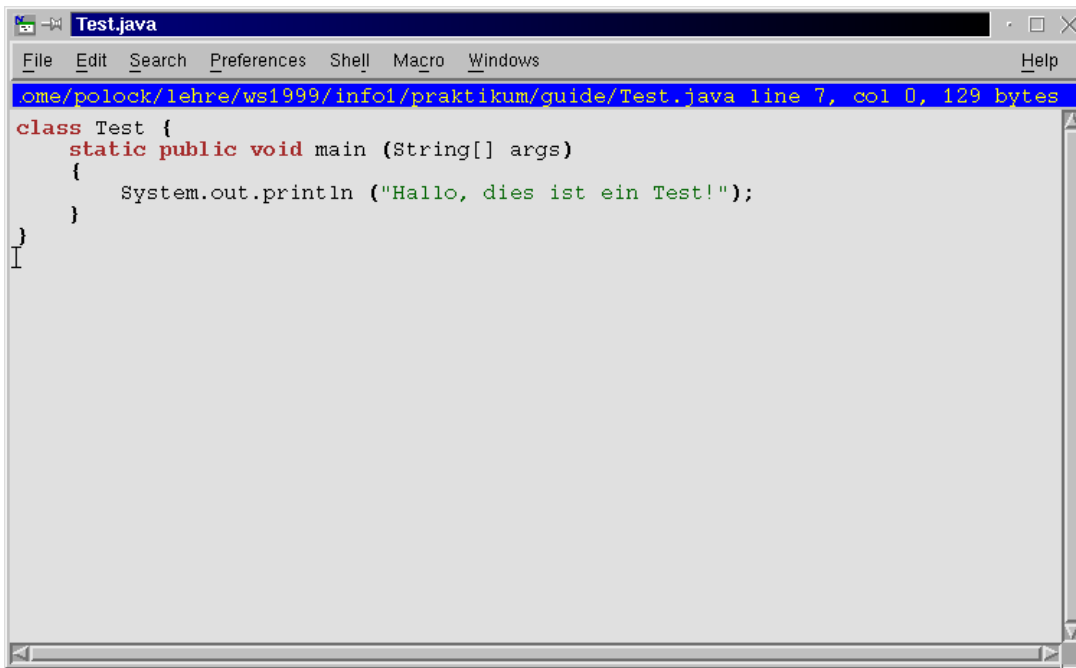 Test.java
File Edit Search Preferences Shell Macro Windows Help
.ome/polock/lehre/ws1999/info1/praktikum/guide/Test.java line 7, col 0, 129 bytes
class Test {
static public void main (String[] args)
{
System.out.println ("Hallo, dies ist ein Test!");
}
}